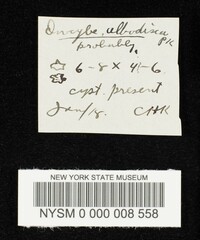 Inocybe albodisca
probably. PK
6 - 8 X 4 - 6
cyst. present
Jan/18. CHK
NEW YORK STATE MUSEUM
NYSM 0 000 008 558